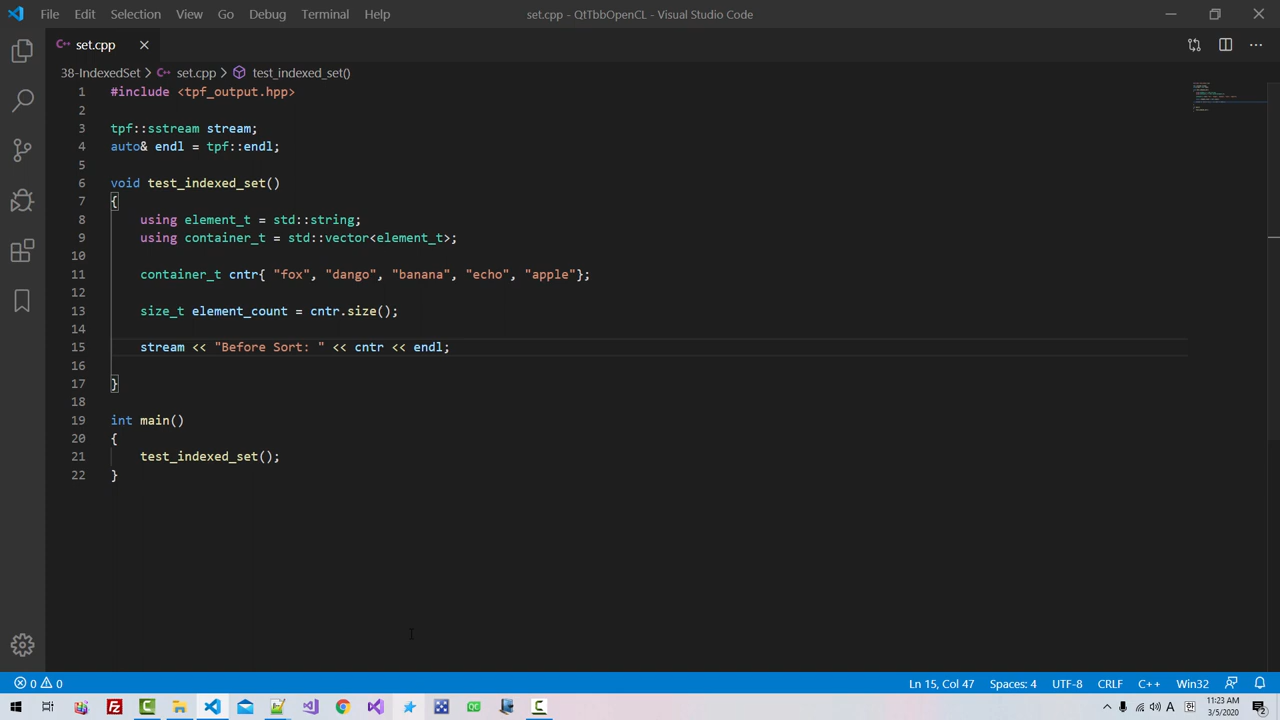 File Edit Selection View Go Debug Terminal Help set.cpp - QtTbbOpenCL - Visual Studio Code
set.cpp
38-IndexedSet > set.cpp > test_indexed_set()
1 #include <tpf_output.hpp>
2
3 tpf::sstream stream;
4 auto& endl = tpf::endl;
5
6 void test_indexed_set()
7 {
8 using element_t = std::string;
9 using container_t = std::vector<element_t>;
10
11 container_t cntr{ "fox", "dango", "banana", "echo", "apple"};
12
13 size_t element_count = cntr.size();
14
15 stream << "Before Sort: " << cntr << endl;
16
17 }
18
19 int main()
20 {
21 test_indexed_set();
22 }
0 0 Ln 15, Col 47 Spaces: 4 UTF-8 CRLF C++ Win32
11:23 AM
3/5/2020